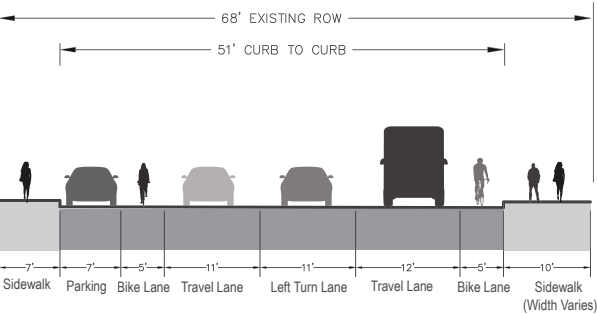 68' EXISTING ROW
51' CURB TO CURB
7' 7' 5' 11' 11' 12' 5' 10'
Sidewalk Parking Bike Lane Travel Lane Left Turn Lane Travel Lane Bike Lane Sidewalk
(Width Varies)